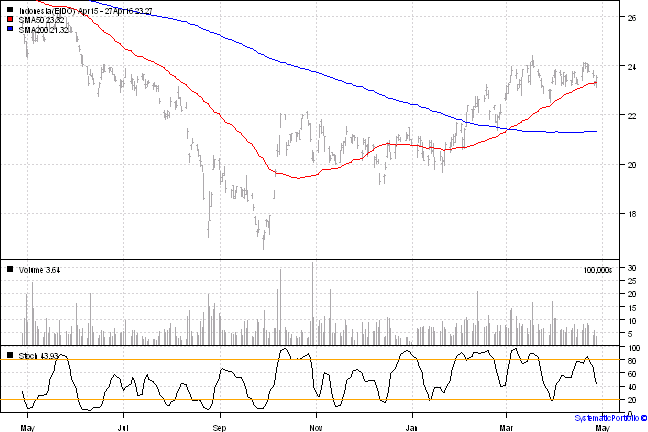 Indonesia(EIDO) Apr15 - 27Apr16 23.27
SMA50 23.32
SMA200 21.32
26
24
22
20
18
Volume 3.64
100,000s
30
25
20
15
10
5
Stoch 43.93
100
80
60
40
20
0
May Jul Sep Nov Jan Mar May
SystematicPortfolio ©